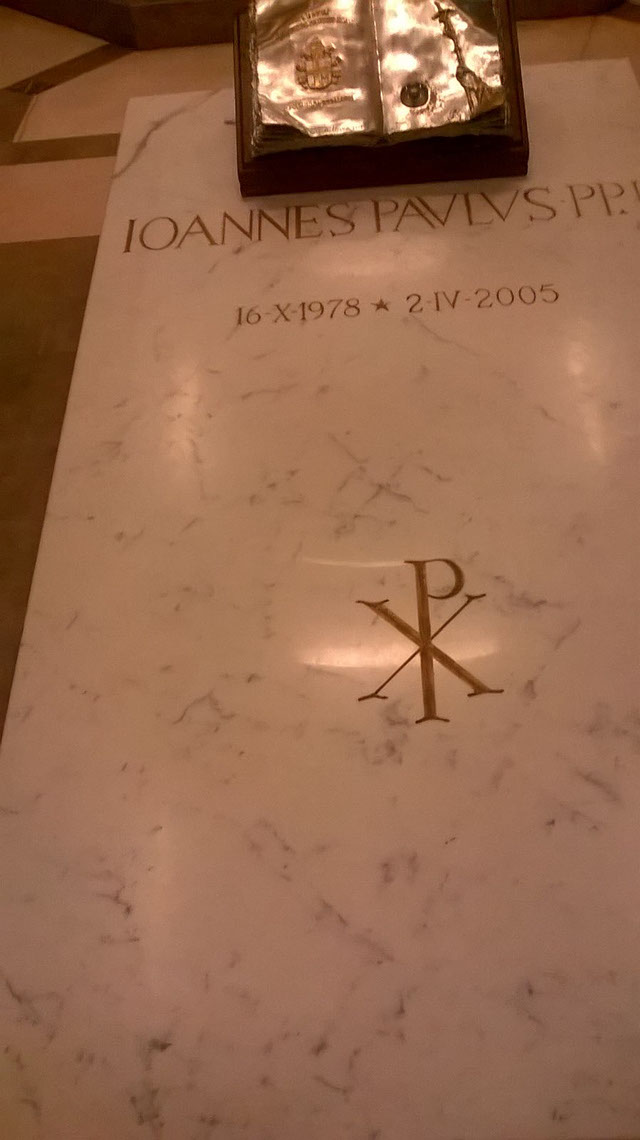 IOANNES PAVLVS·PP.
16·X·1978 ★ 2·IV·2005